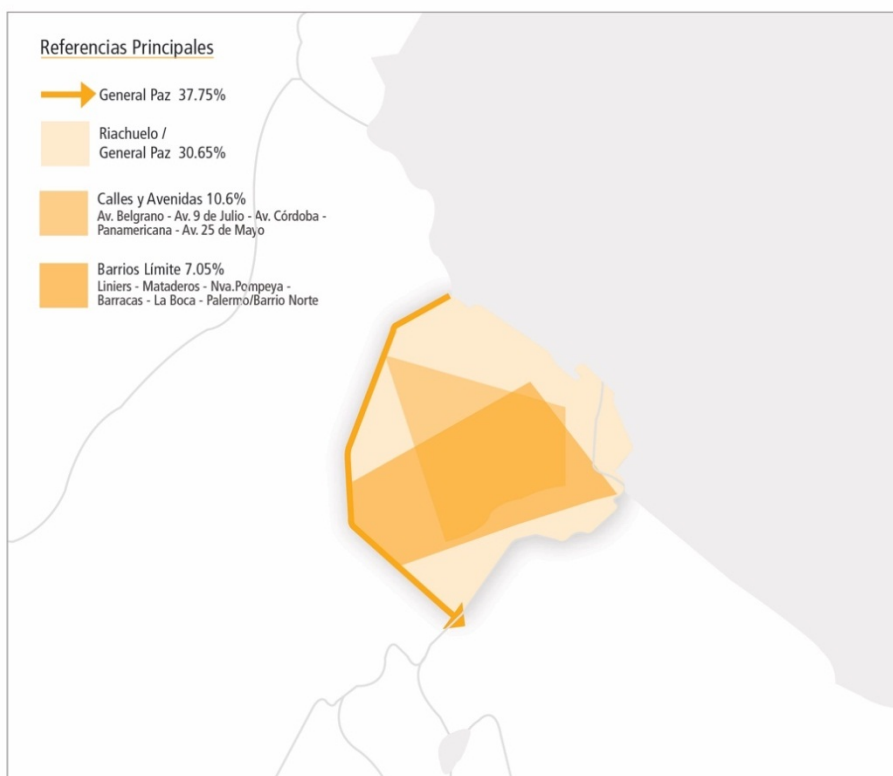 Referencias Principales
General Paz 37.75%
Riachuelo /
General Paz 30.65%
Calles y Avenidas 10.6%
Av. Belgrano - Av. 9 de Julio - Av. Córdoba -
Panamericana - Av. 25 de Mayo
Barrios Límite 7.05%
Liniers - Mataderos - Nva.Pompeya -
Barracas - La Boca - Palermo/Barrio Norte